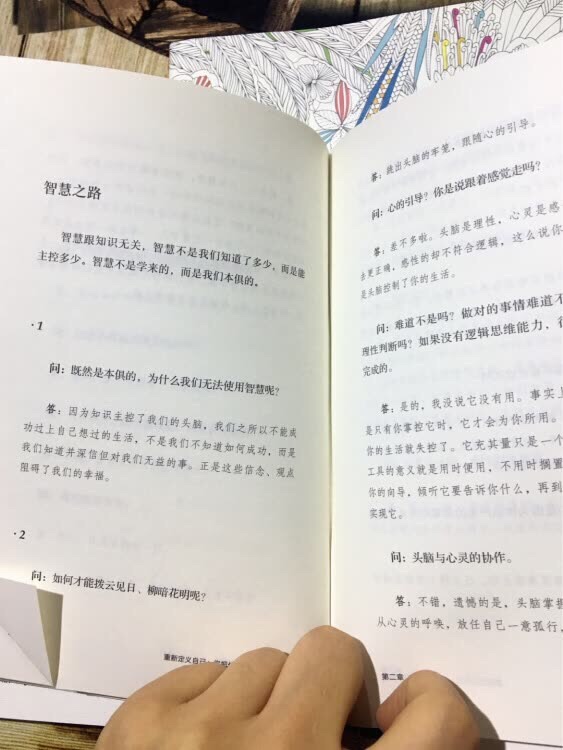 智慧之路
智慧跟知识无关，智慧不是我们知道了多少，而是能
主控多少。智慧不是学来的，而是我们本俱的。
·1
问：既然是本俱的，为什么我们无法使用智慧呢？
答：因为知识主控了我们的头脑，我们之所以不能成
功过上自己想过的生活，不是我们不知道如何成功，而是
我们知道并深信但对我们无益的事。正是这些信念、观点
阻碍了我们的幸福。
·2
问：如何才能拨云见日、柳暗花明呢？
重新定义自己：
答：跳出头脑的牢笼，跟随心的引导。
问：心的引导？你是说跟着感觉走吗？
答：差不多啦。头脑是理性，心灵是感
去更正确，感性的却不符合逻辑，这么说你
是头脑控制了你的生活。
问：难道不是吗？做对的事情难道不
理性判断吗？如果没有逻辑思维能力，很
完成的。
答：是的，我没说它没有用。事实上
是只有你掌控它时，它才会为你所用。
你的生活就失控了。它充其量只是一个
工具的意义就是用时便用，不用时搁置
你的向导，倾听它要告诉你什么，再到
实现它。
问：头脑与心灵的协作。
答：不错，遗憾的是，头脑掌握
从心灵的呼唤，放任自己一意孤行，
第二章